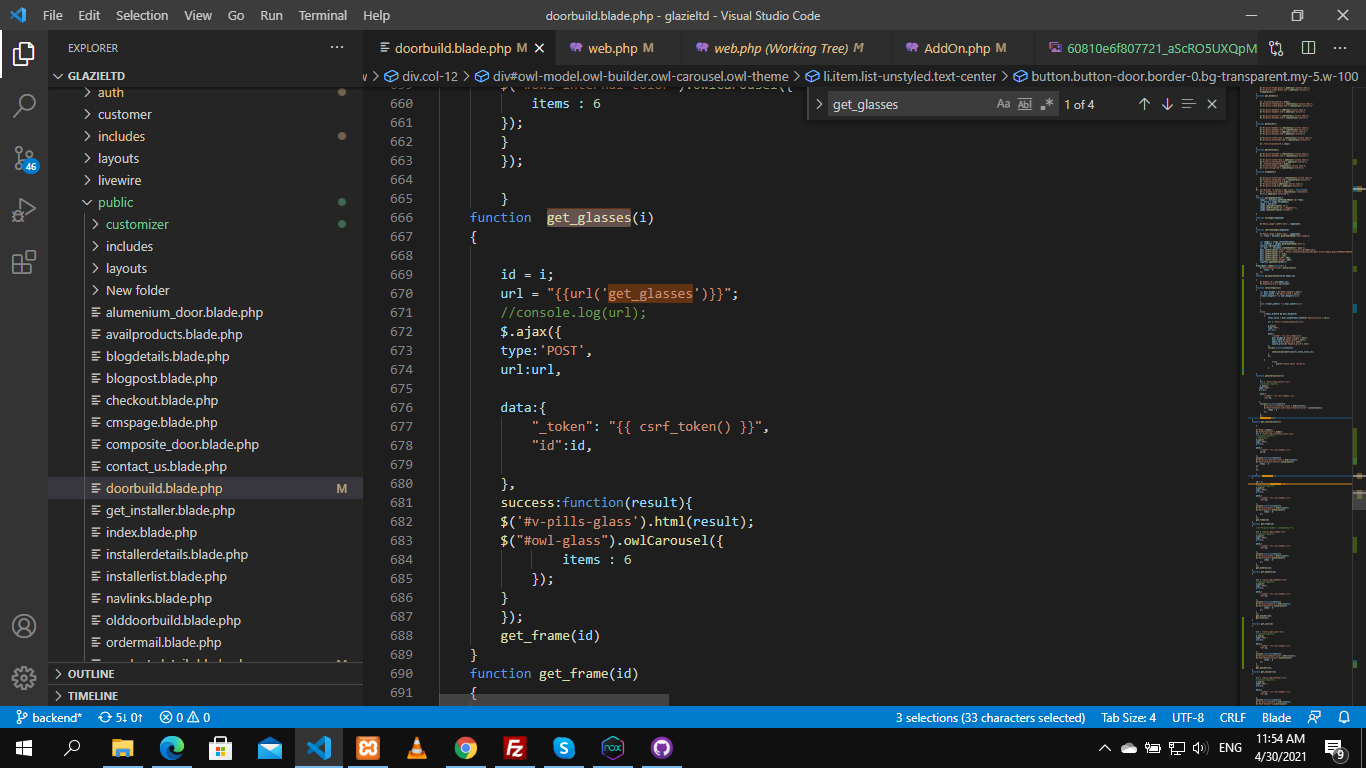 File Edit Selection View Go Run Terminal Help doorbuild.blade.php - glazieltd - Visual Studio Code
EXPLORER
doorbuild.blade.php M web.php M web.php (Working Tree) M AddOn.php M 60810e6f807721_aScRO5UXQpM
GLAZIELTD
div.col-12 > div#owl-model.owl-builder.owl-carousel.owl-theme > li.item.list-unstyled.text-center > button.button-door.border-0.bg-transparent.my-5.w-100
get_glasses Aa Abl .* 1 of 4
auth
customer
includes
layouts
livewire
public
customizer
includes
layouts
New folder
alumenium_door.blade.php
availproducts.blade.php
blogdetails.blade.php
blogpost.blade.php
checkout.blade.php
cmspage.blade.php
composite_door.blade.php
contact_us.blade.php
doorbuild.blade.php M
get_installer.blade.php
index.blade.php
installerdetails.blade.php
installerlist.blade.php
navlinks.blade.php
olddoorbuild.blade.php
ordermail.blade.php
OUTLINE
TIMELINE
46
660 items : 6
661 });
662 }
663 });
664
665 }
666 function get_glasses(i)
667 {
668
669 id = i;
670 url = "{{url('get_glasses')}}";
671 //console.log(url);
672 $.ajax({
673 type:'POST',
674 url:url,
675
676 data:{
677 "_token": "{{ csrf_token() }}",
678 "id":id,
679
680 },
681 success:function(result){
682 $('#v-pills-glass').html(result);
683 $("#owl-glass").owlCarousel({
684 items : 6
685 });
686 }
687 });
688 get_frame(id)
689 }
690 function get_frame(id)
691 {
backend* 5↓ 0↑ 0 0 3 selections (33 characters selected) Tab Size: 4 UTF-8 CRLF Blade
ENG
11:54 AM
4/30/2021
9